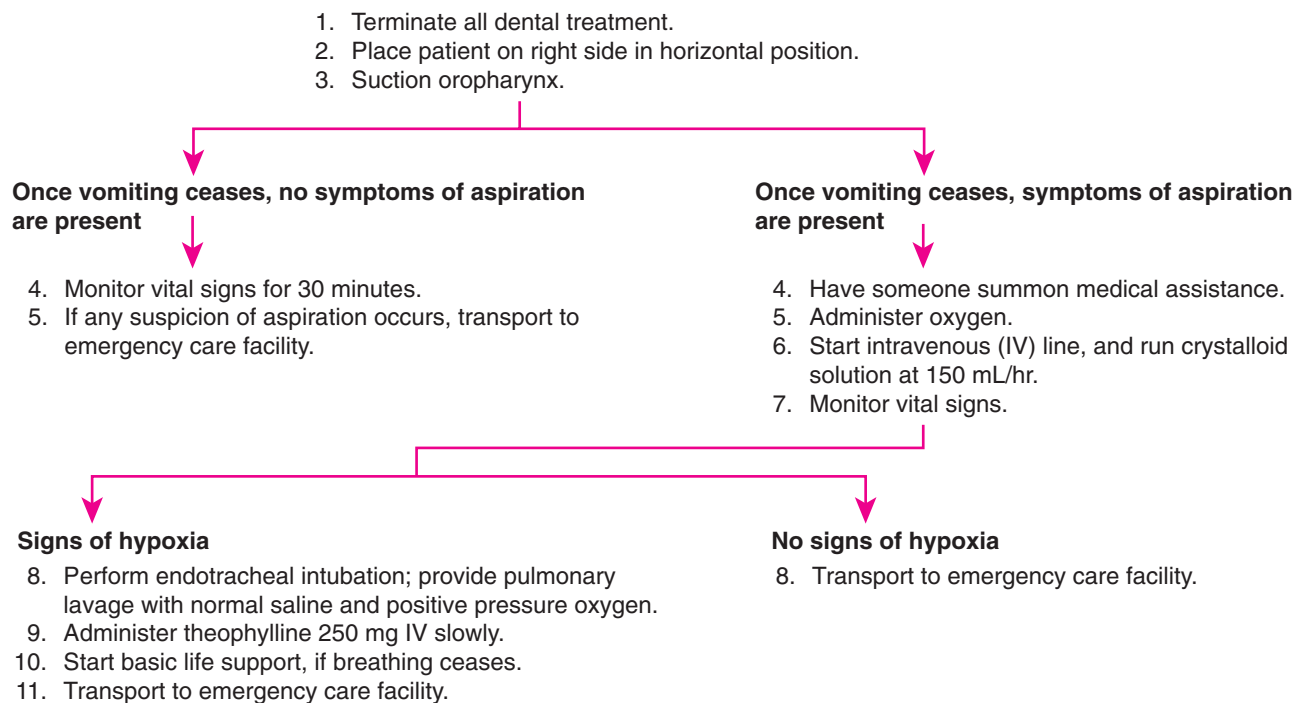 1. Terminate all dental treatment.
2. Place patient on right side in horizontal position.
3. Suction oropharynx.
Once vomiting ceases, no symptoms of aspiration
are present
4. Monitor vital signs for 30 minutes.
5. If any suspicion of aspiration occurs, transport to
emergency care facility.
Once vomiting ceases, symptoms of aspiration
are present
4. Have someone summon medical assistance.
5. Administer oxygen.
6. Start intravenous (IV) line, and run crystalloid
solution at 150 mL/hr.
7. Monitor vital signs.
Signs of hypoxia
8. Perform endotracheal intubation; provide pulmonary
lavage with normal saline and positive pressure oxygen.
9. Administer theophylline 250 mg IV slowly.
10. Start basic life support, if breathing ceases.
11. Transport to emergency care facility.
No signs of hypoxia
8. Transport to emergency care facility.